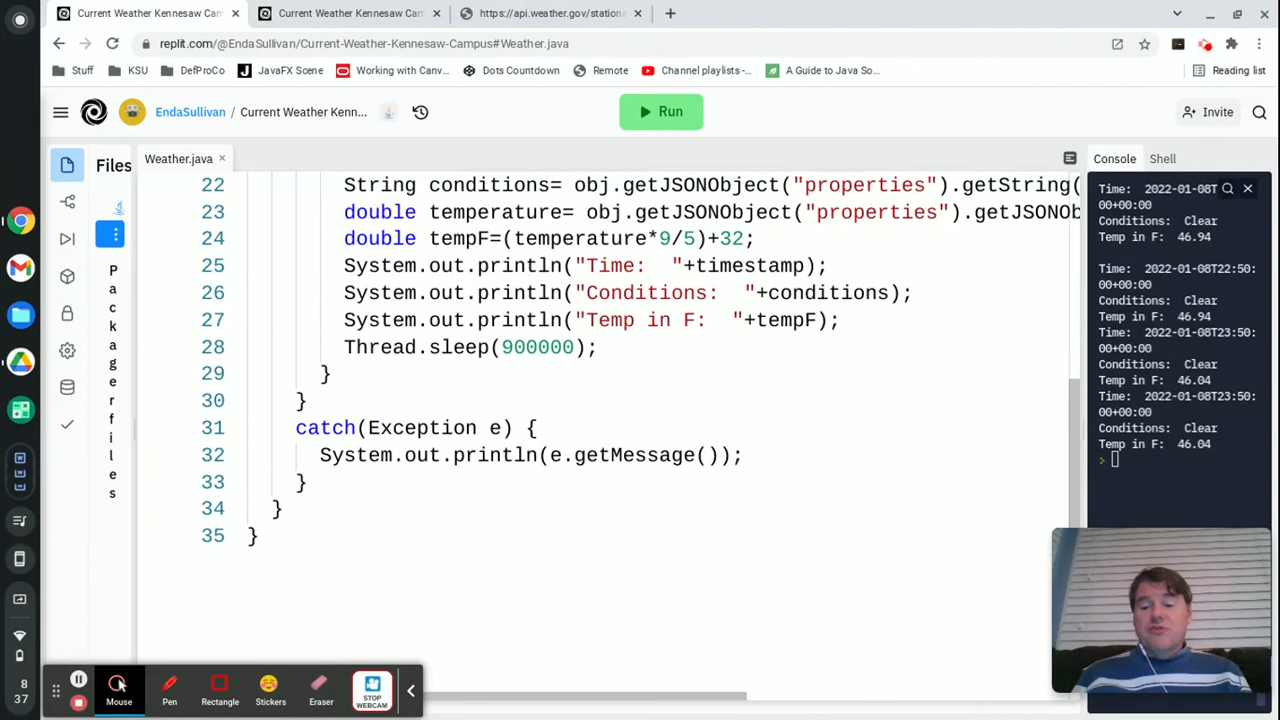 Current Weather Kennesaw Cam
Current Weather Kennesaw Cam
https://api.weather.gov/station
replit.com/@EndaSullivan/Current-Weather-Kennesaw-Campus#Weather.java
Stuff
KSU
DefProCo
JavaFX Scene
Working with Canv...
Dots Countdown
Remote
Channel playlists -...
A Guide to Java So...
Reading list
EndaSullivan / Current Weather Kenn...
Run
Invite
Files
Weather.java
Console
Shell
Packager files
22 String conditions= obj.getJSONObject("properties").getString(
23 double temperature= obj.getJSONObject("properties").getJSONOb
24 double tempF=(temperature*9/5)+32;
25 System.out.println("Time:  "+timestamp);
26 System.out.println("Conditions:  "+conditions);
27 System.out.println("Temp in F:  "+tempF);
28 Thread.sleep(900000);
29 }
30 }
31 catch(Exception e) {
32 System.out.println(e.getMessage());
33 }
34 }
35 }
Time:  2022-01-08T
00+00:00
Conditions:  Clear
Temp in F:  46.94
Time:  2022-01-08T22:50:
00+00:00
Conditions:  Clear
Temp in F:  46.94
Time:  2022-01-08T23:50:
00+00:00
Conditions:  Clear
Temp in F:  46.04
Time:  2022-01-08T23:50:
00+00:00
Conditions:  Clear
Temp in F:  46.04
>
8
37
Mouse
Pen
Rectangle
Stickers
Eraser
STOP
WEBCAM